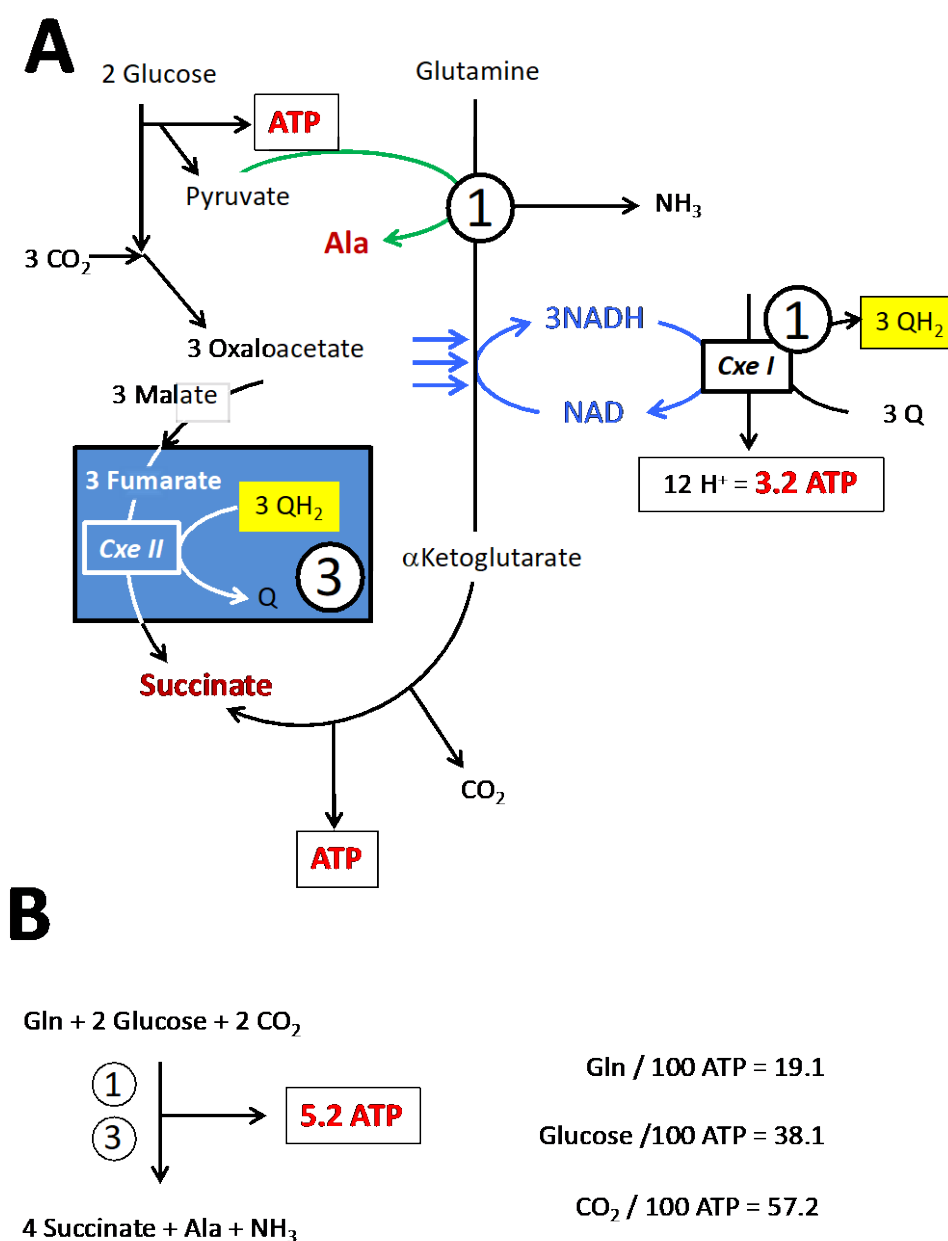 A
2 Glucose
Glutamine
ATP
Pyruvate
1
NH₃
Ala
3 CO₂
3NADH
1
3 QH₂
3 Oxaloacetate
Cxe I
3 Malate
NAD
3 Q
3 Fumarate
12 H⁺ = 3.2 ATP
3 QH₂
Cxe II
αKetoglutarate
3
Q
Succinate
CO₂
ATP
B
Gln + 2 Glucose + 2 CO₂
Gln / 100 ATP = 19.1
1
5.2 ATP
3
Glucose /100 ATP = 38.1
CO₂ / 100 ATP = 57.2
4 Succinate + Ala + NH₃